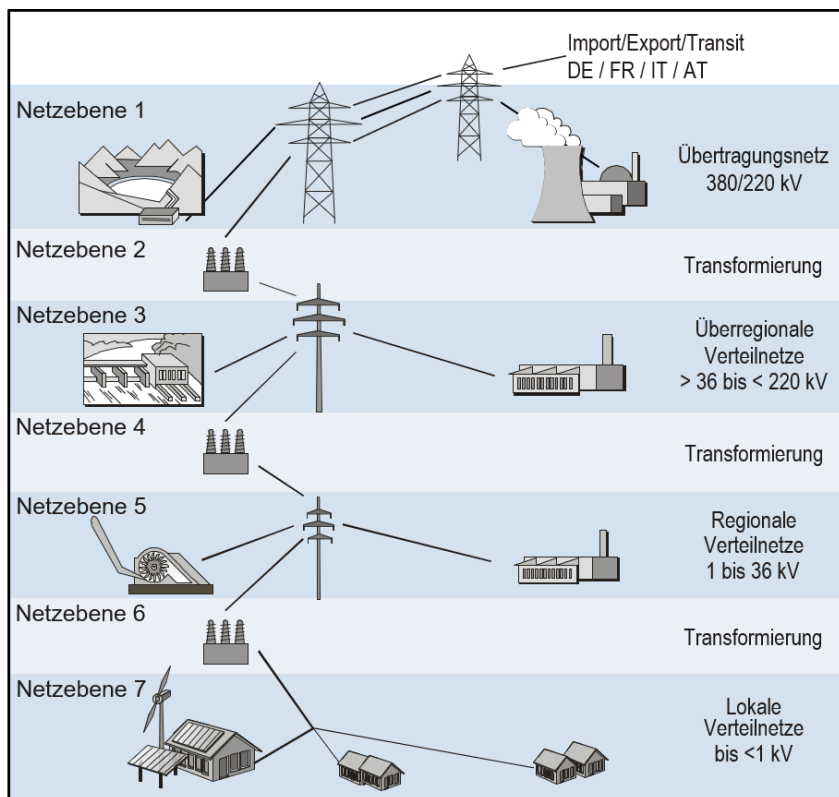 Import/Export/Transit
DE / FR / IT / AT
Netzebene 1
Übertragungsnetz
380/220 kV
Netzebene 2
Transformierung
Netzebene 3
Überregionale
Verteilnetze
> 36 bis < 220 kV
Netzebene 4
Transformierung
Netzebene 5
Regionale
Verteilnetze
1 bis 36 kV
Netzebene 6
Transformierung
Netzebene 7
Lokale
Verteilnetze
bis <1 kV